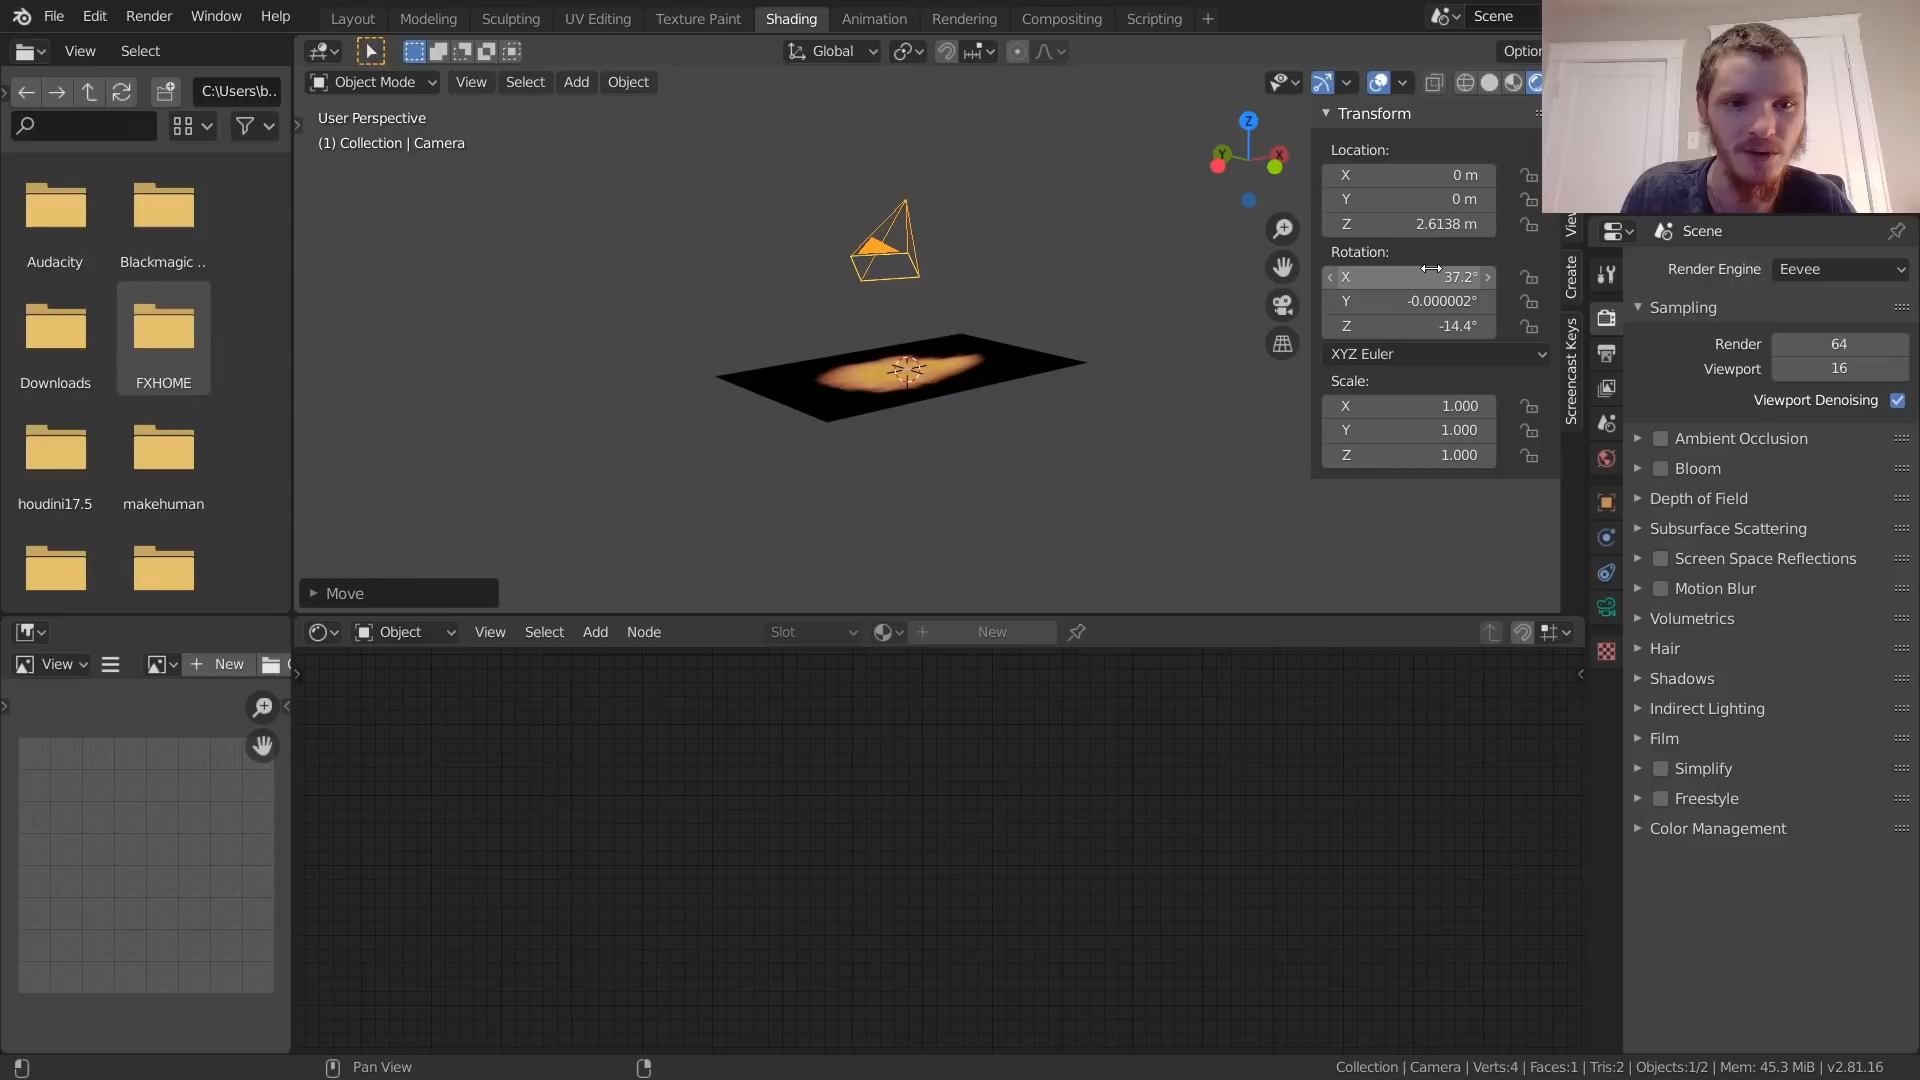 File Edit Render Window Help
Layout Modeling Sculpting UV Editing Texture Paint Shading Animation Rendering Compositing Scripting
Scene
View Select
Global
Object Mode View Select Add Object
C:\Users\b..
User Perspective
(1) Collection | Camera
Z
Y
X
Transform
Location:
X 0 m
Y 0 m
Z 2.6138 m
Rotation:
X 37.2°
Y -0.000002°
Z -14.4°
XYZ Euler
Scale:
X 1.000
Y 1.000
Z 1.000
Create
Screencast Keys
Audacity
Blackmagic ..
Downloads
FXHOME
houdini17.5
makehuman
Move
Scene
Render Engine Eevee
Sampling
Render 64
Viewport 16
Viewport Denoising
Ambient Occlusion
Bloom
Depth of Field
Subsurface Scattering
Screen Space Reflections
Motion Blur
Volumetrics
Hair
Shadows
Indirect Lighting
Film
Simplify
Freestyle
Color Management
Object View Select Add Node Slot New
View New
Pan View
Collection | Camera | Verts:4 | Faces:1 | Tris:2 | Objects:1/2 | Mem: 45.3 MiB | v2.81.16